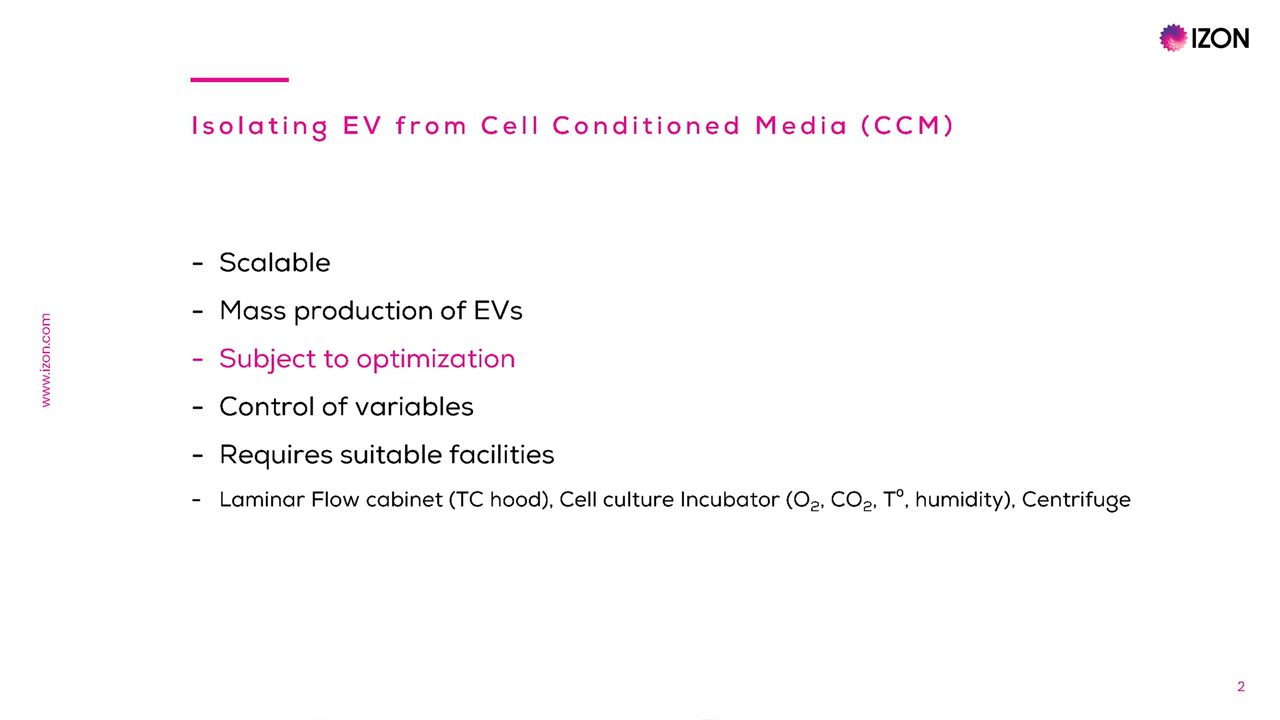 IZON
Isolating EV from Cell Conditioned Media (CCM)
- Scalable
- Mass production of EVs
- Subject to optimization
- Control of variables
- Requires suitable facilities
- Laminar Flow cabinet (TC hood), Cell culture Incubator (O₂, CO₂, T⁰, humidity), Centrifuge
www.izon.com
2